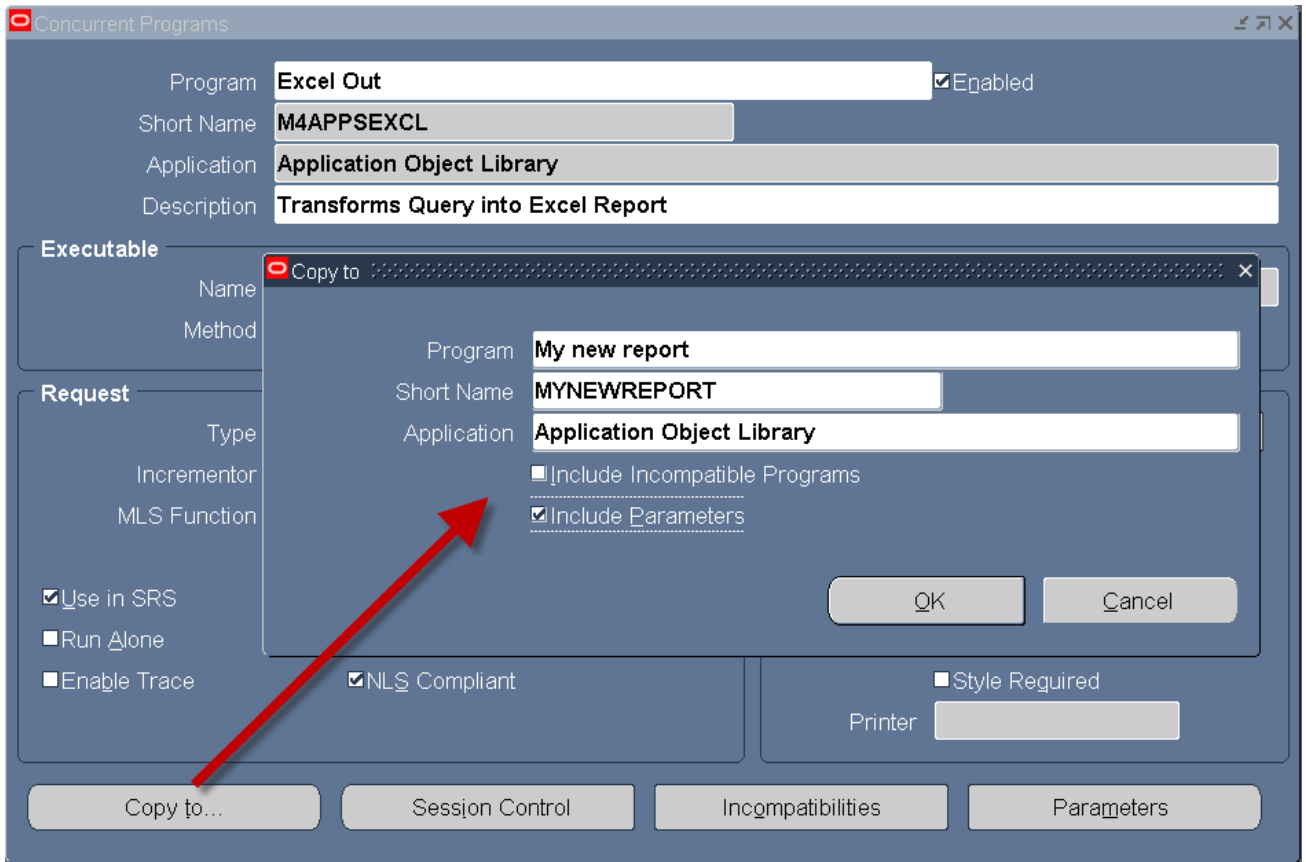 Concurrent Programs
Program Excel Out Enabled
Short Name M4APPSEXCL
Application Application Object Library
Description Transforms Query into Excel Report
Executable
Copy to
Name
Method
Program My new report
Short Name MYNEWREPORT
Application Application Object Library
Include Incompatible Programs
Include Parameters
OK Cancel
Request
Type
Incrementor
MLS Function
Use in SRS
Run Alone
Enable Trace NLS Compliant Style Required
Printer
Copy to... Session Control Incompatibilities Parameters